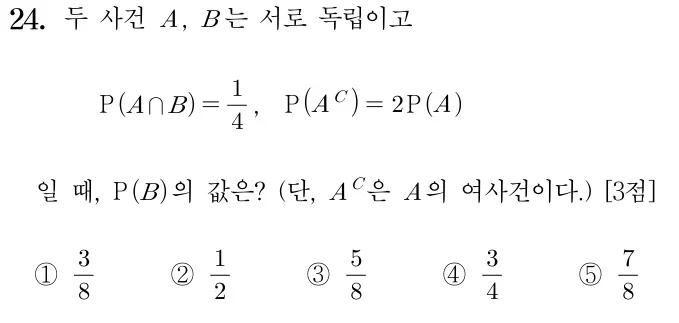 24. 두 사건 A, B는 서로 독립이고
P(A∩B) = 1/4, P(A^C) = 2P(A)
일 때, P(B)의 값은? (단, A^C은 A의 여사건이다.) [3점]
① 3/8 ② 1/2 ③ 5/8 ④ 3/4 ⑤ 7/8